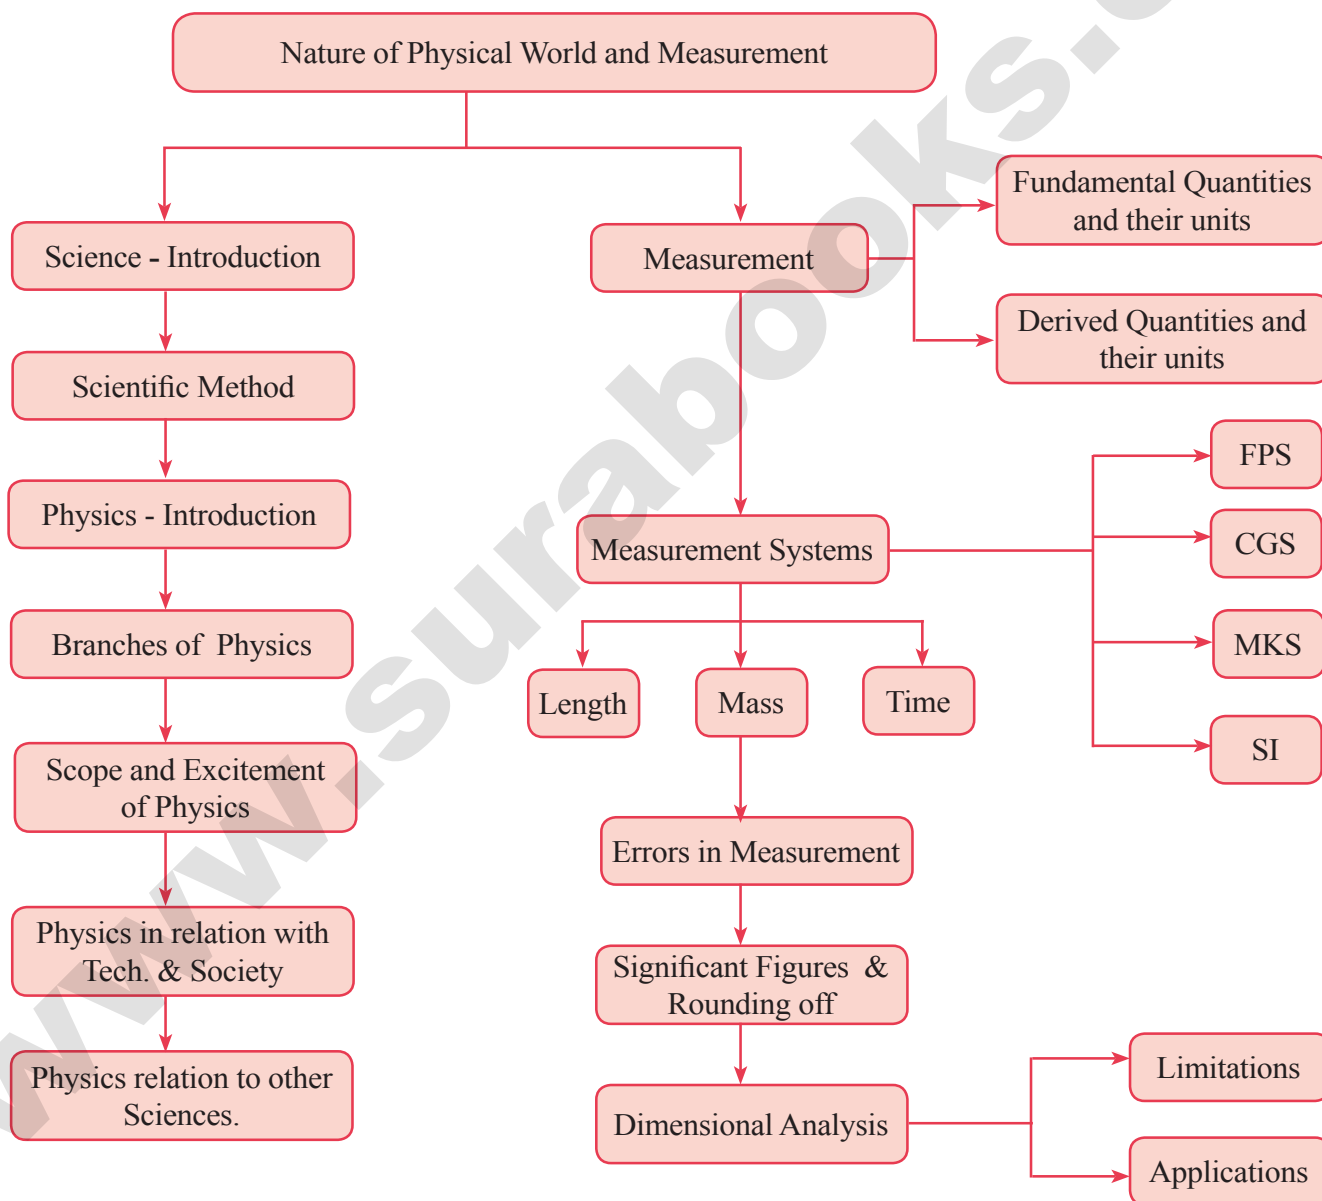 Nature of Physical World and Measurement
Science - Introduction
Scientific Method
Physics - Introduction
Branches of Physics
Scope and Excitement
of Physics
Physics in relation with
Tech. & Society
Physics relation to other
Sciences.
Measurement
Fundamental Quantities
and their units
Derived Quantities and
their units
Measurement Systems
FPS
CGS
MKS
SI
Length
Mass
Time
Errors in Measurement
Significant Figures &
Rounding off
Dimensional Analysis
Limitations
Applications
www.surabooks.c